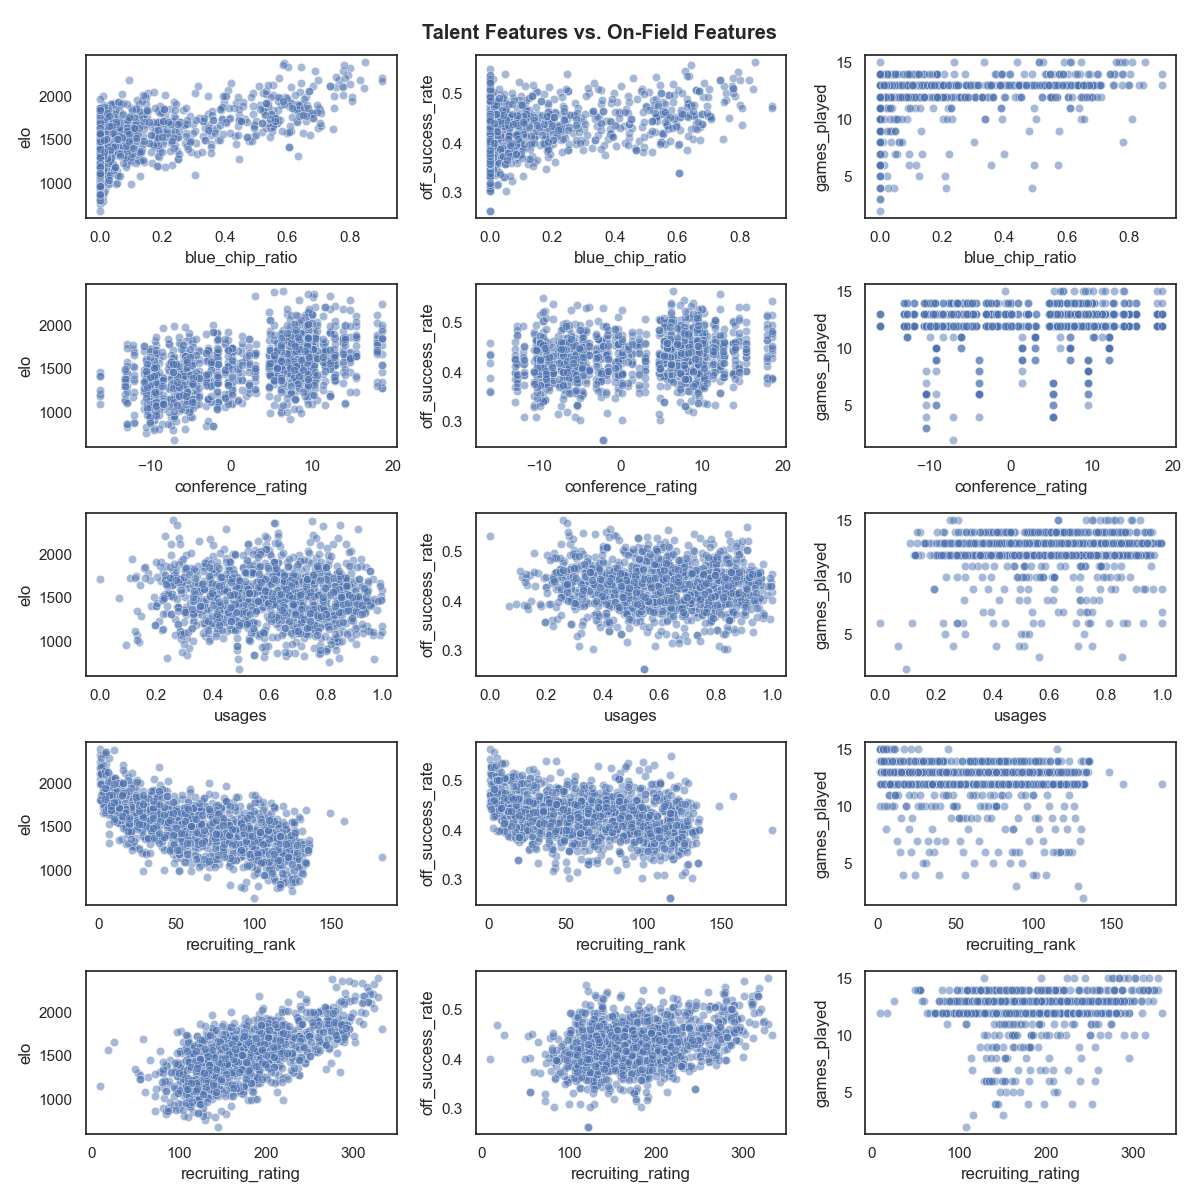 Talent Features vs. On-Field Features
elo
2000
1500
1000
0.0 0.2 0.4 0.6 0.8
blue_chip_ratio
off_success_rate
0.5
0.4
0.3
0.0 0.2 0.4 0.6 0.8
blue_chip_ratio
games_played
15
10
5
0.0 0.2 0.4 0.6 0.8
blue_chip_ratio
elo
2000
1500
1000
−10 0 10 20
conference_rating
off_success_rate
0.5
0.4
0.3
−10 0 10 20
conference_rating
games_played
15
10
5
−10 0 10 20
conference_rating
elo
2000
1500
1000
0.0 0.2 0.4 0.6 0.8 1.0
usages
off_success_rate
0.5
0.4
0.3
0.0 0.2 0.4 0.6 0.8 1.0
usages
games_played
15
10
5
0.0 0.2 0.4 0.6 0.8 1.0
usages
elo
2000
1500
1000
0 50 100 150
recruiting_rank
off_success_rate
0.5
0.4
0.3
0 50 100 150
recruiting_rank
games_played
15
10
5
0 50 100 150
recruiting_rank
elo
2000
1500
1000
0 100 200 300
recruiting_rating
off_success_rate
0.5
0.4
0.3
0 100 200 300
recruiting_rating
games_played
15
10
5
0 100 200 300
recruiting_rating